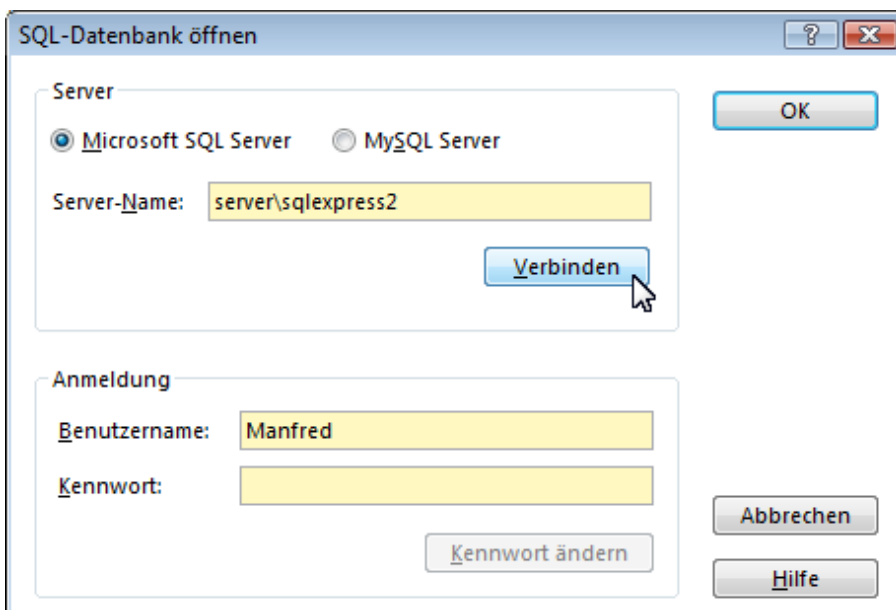 SQL-Datenbank öffnen
?
Server
OK
Microsoft SQL Server MySQL Server
Server-Name: server\sqlexpress2
Verbinden
Anmeldung
Benutzername: Manfred
Kennwort:
Abbrechen
Kennwort ändern
Hilfe